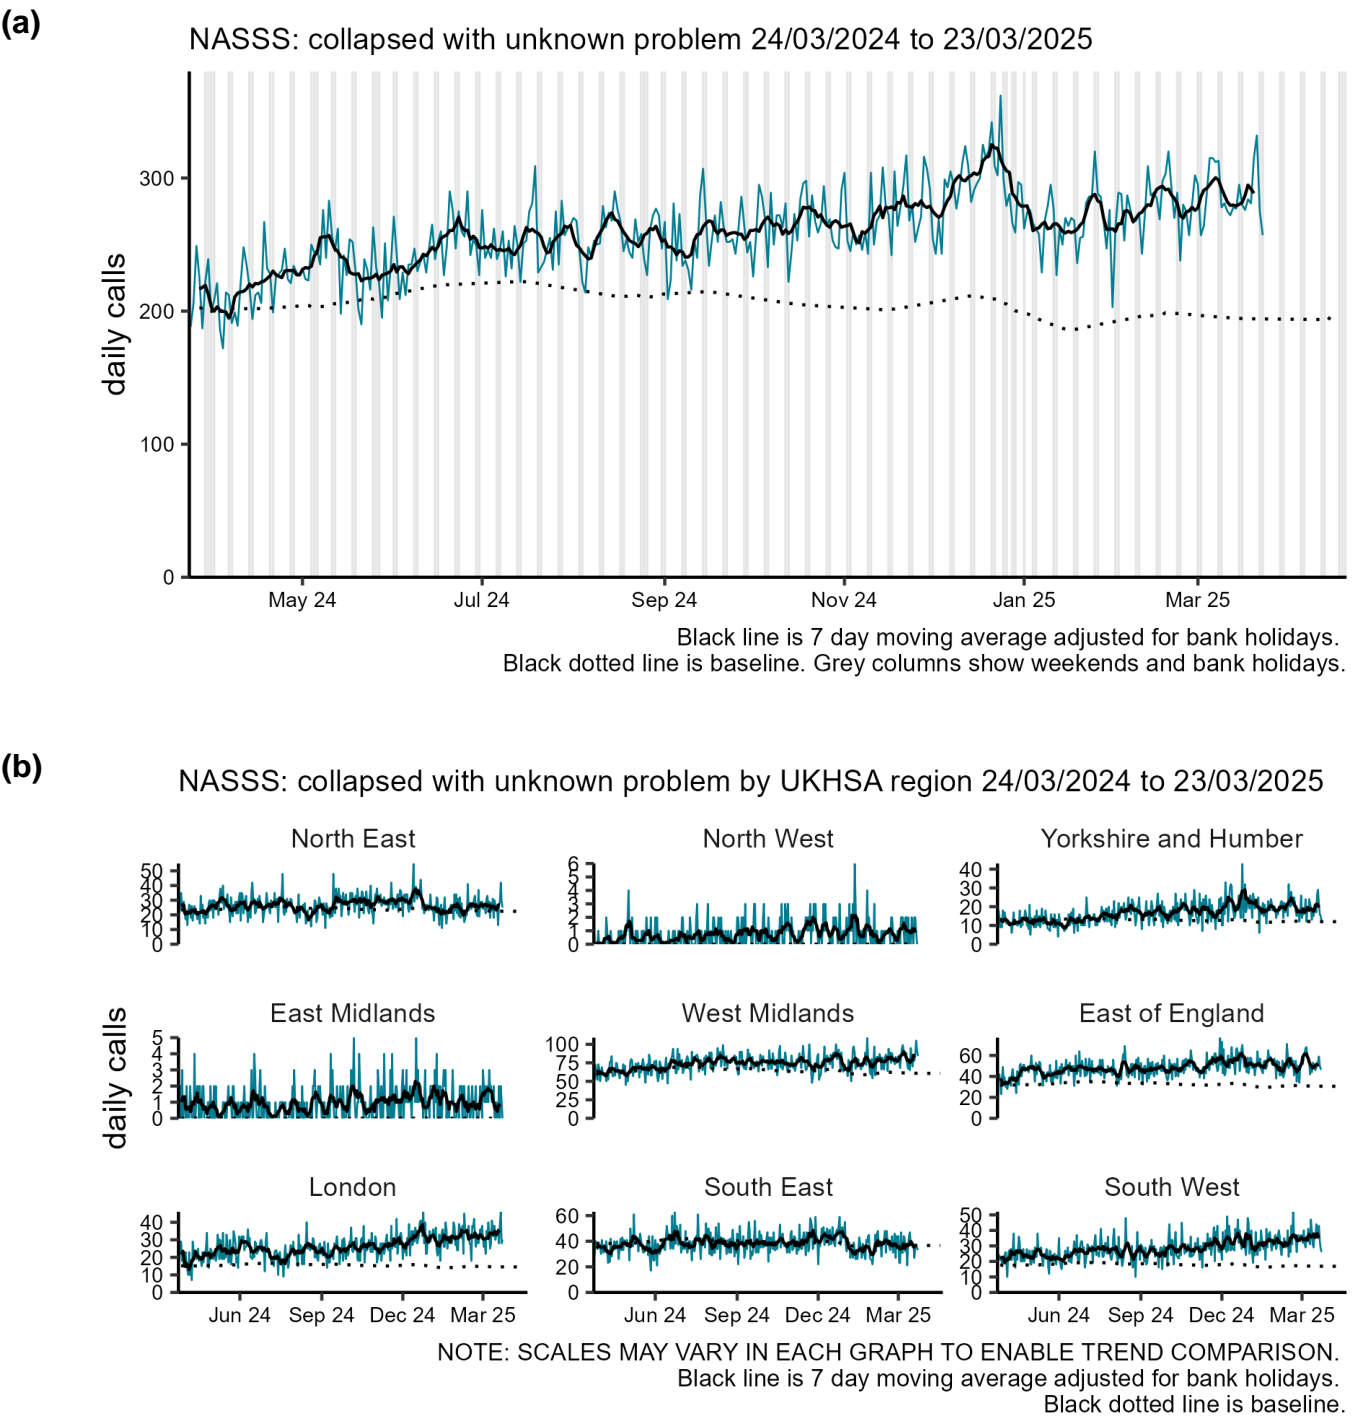 (a)
NASSS: collapsed with unknown problem 24/03/2024 to 23/03/2025
daily calls
300
200
100
0
May 24 Jul 24 Sep 24 Nov 24 Jan 25 Mar 25
Black line is 7 day moving average adjusted for bank holidays.
Black dotted line is baseline. Grey columns show weekends and bank holidays.
(b)
NASSS: collapsed with unknown problem by UKHSA region 24/03/2024 to 23/03/2025
daily calls
North East
50
40
30
20
10
0
North West
6
5
4
3
2
1
0
Yorkshire and Humber
40
30
20
10
0
East Midlands
5
4
3
2
1
0
West Midlands
100
75
50
25
0
East of England
60
40
20
0
London
40
30
20
10
0
South East
60
40
20
0
South West
50
40
30
20
10
0
Jun 24 Sep 24 Dec 24 Mar 25
Jun 24 Sep 24 Dec 24 Mar 25
Jun 24 Sep 24 Dec 24 Mar 25
NOTE: SCALES MAY VARY IN EACH GRAPH TO ENABLE TREND COMPARISON.
Black line is 7 day moving average adjusted for bank holidays.
Black dotted line is baseline.